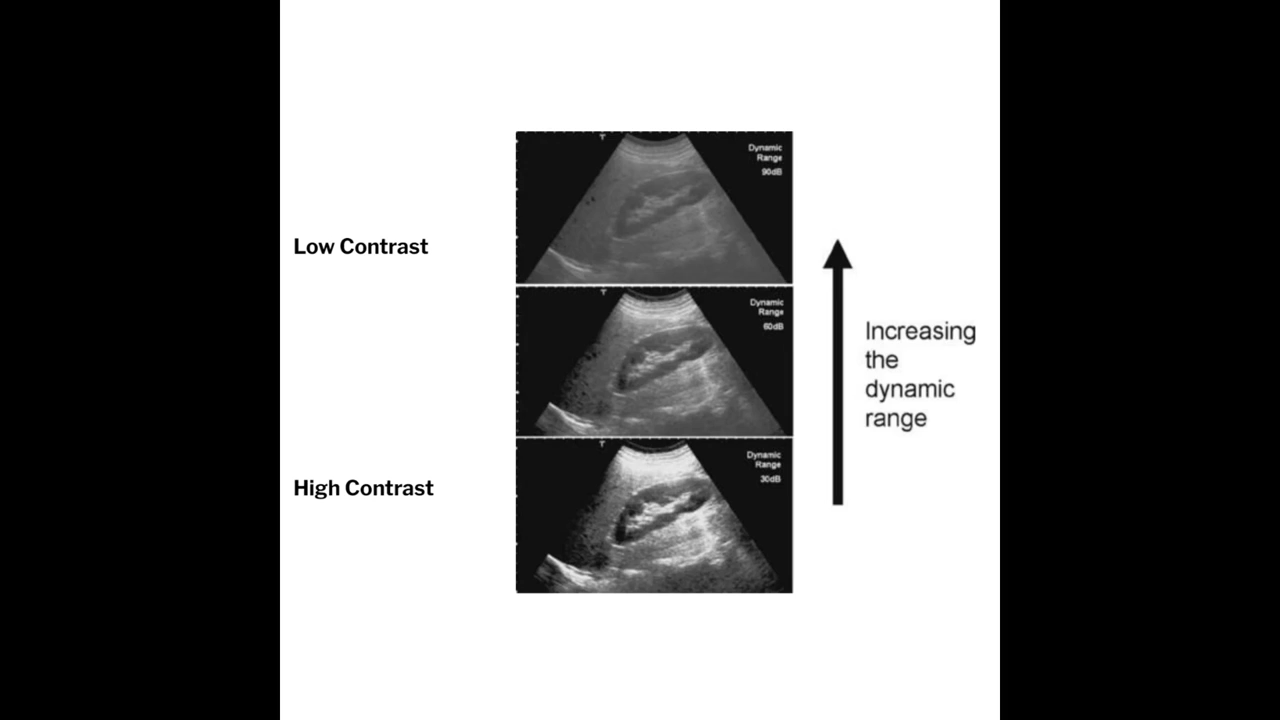 Dynamic
Range
90dB
Low Contrast
Dynamic
Range
60dB
Increasing
the
dynamic
range
High Contrast
Dynamic
Range
30dB